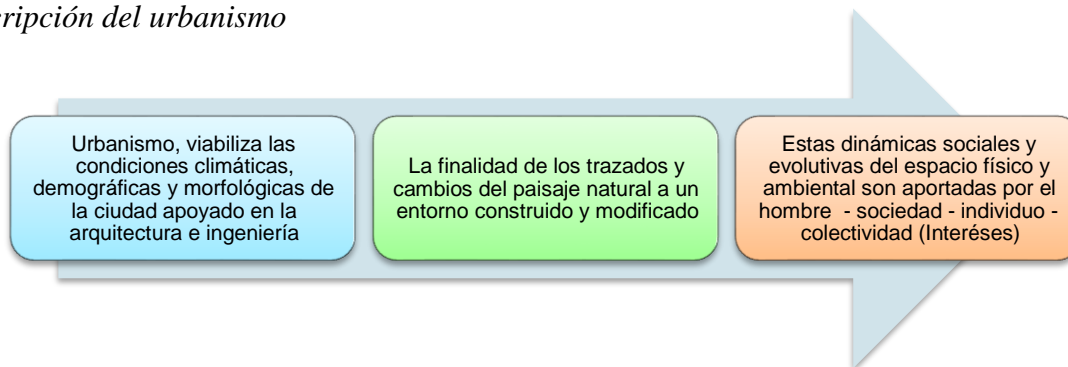 ripción del urbanismo
Urbanismo, viabiliza las
condiciones climáticas,
demográficas y morfológicas de
la ciudad apoyado en la
arquitectura e ingeniería
La finalidad de los trazados y
cambios del paisaje natural a un
entorno construido y modificado
Estas dinámicas sociales y
evolutivas del espacio físico y
ambiental son aportadas por el
hombre - sociedad - individuo -
colectividad (Interéses)